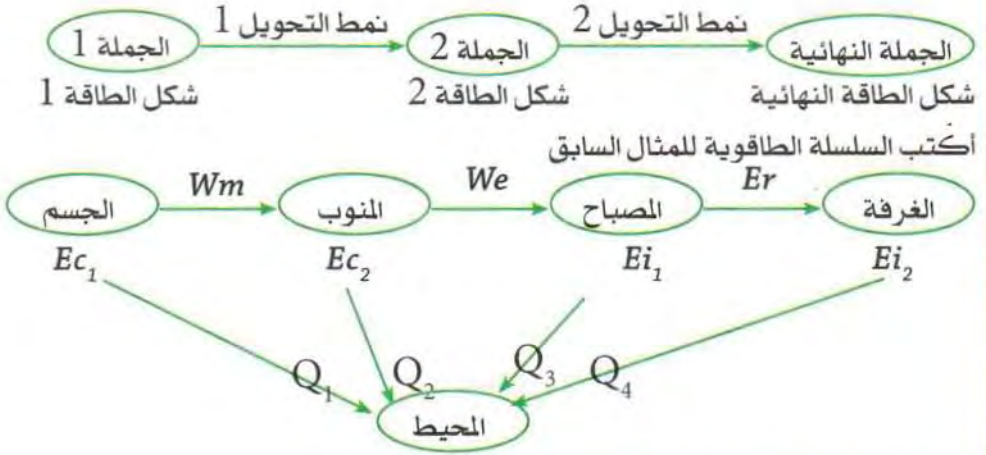 نمط التحويل 1 نمط التحويل 2
الجملة 1 الجملة 2 الجملة النهائية
شكل الطاقة 1 شكل الطاقة 2 شكل الطاقة النهائية
أكتب السلسلة الطاقوية للمثال السابق
Wm We Er
الجسم المنوب المصباح الغرفة
Ec₁ Ec₂ Ei₁ Ei₂
Q₁ Q₂ Q₃ Q₄
المحيط